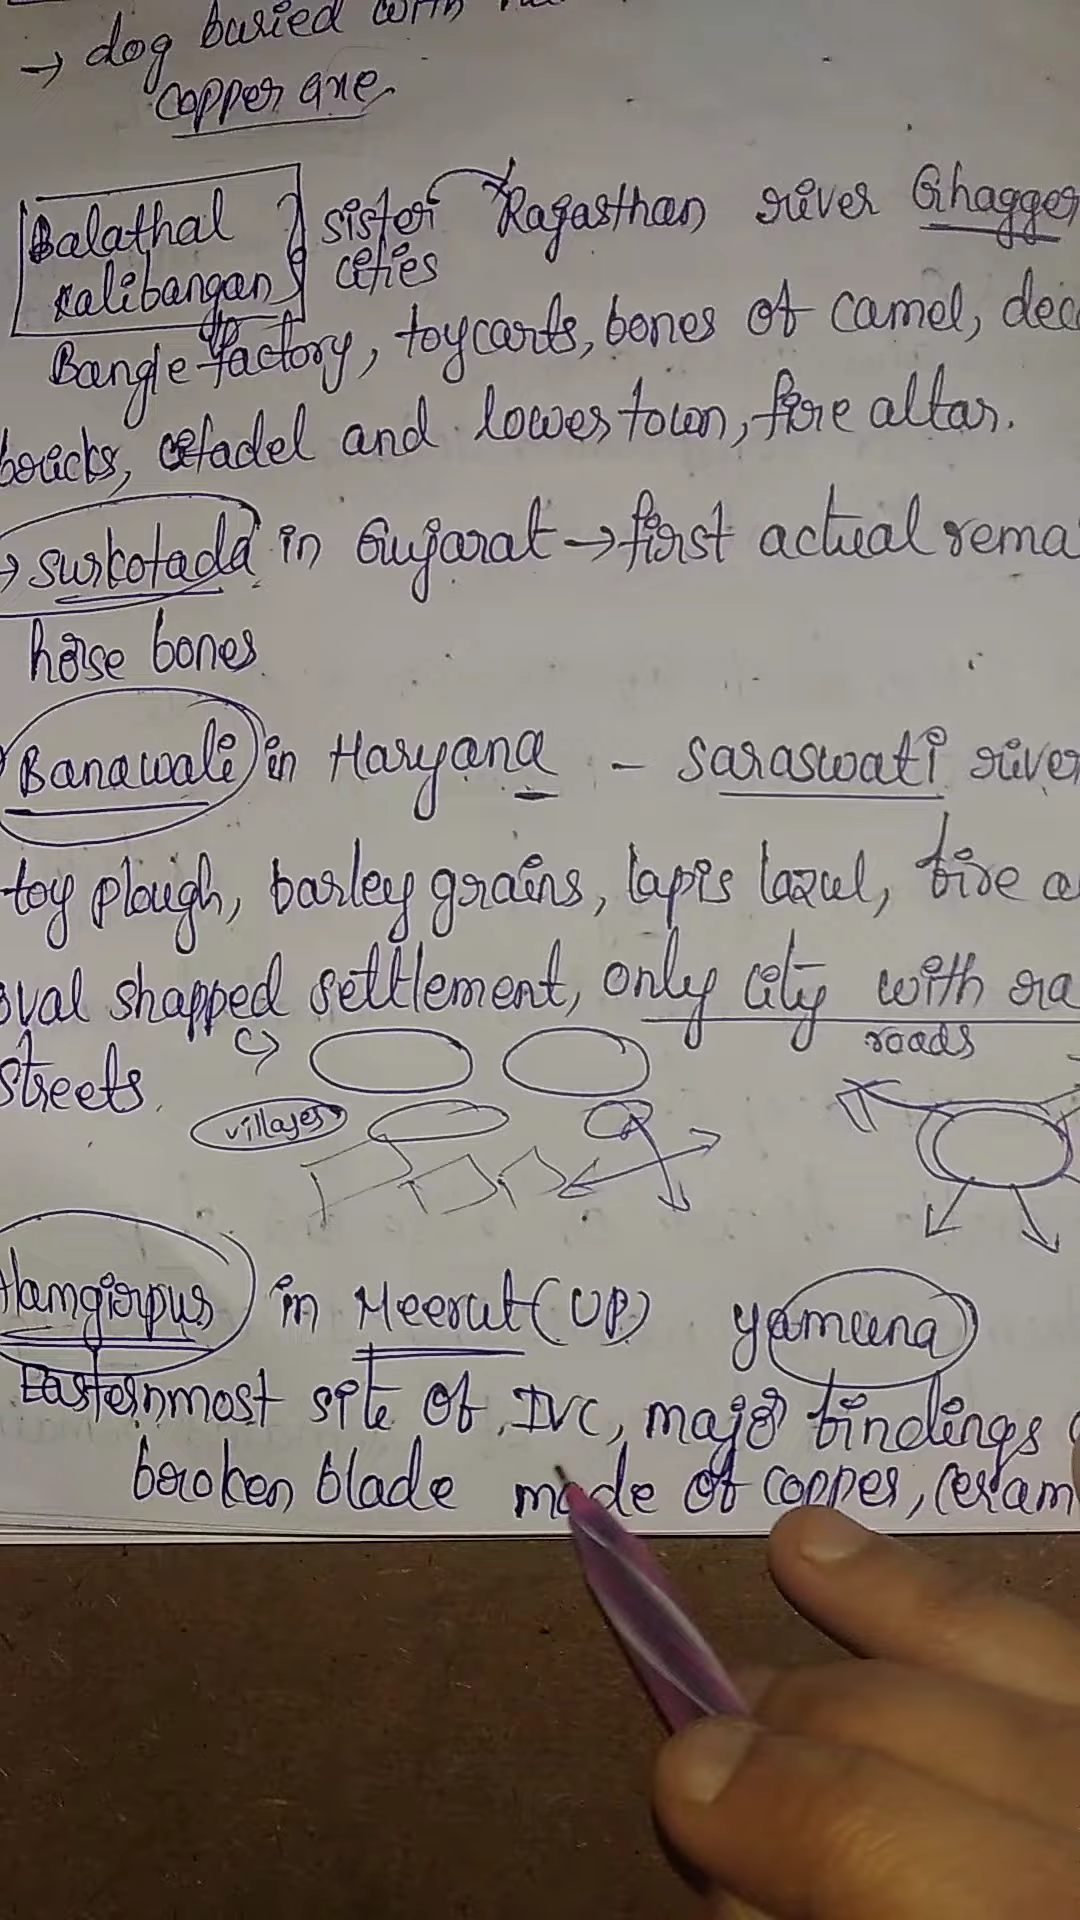 → dog buried with
copper axe
Balathal } sister Rajasthan river Ghagger
kalibangan } cities
Bangle factory, toycarts, bones of camel, dec
bricks, citadel and lower town, fire altar.
→ surkotada in Gujarat → first actual rema
horse bones
Banawali in Haryana - Saraswati river
toy plough, barley grains, lapis lazul, fire a
oval shapped settlement, only city with ra
streets
roads
villages
Alamgirpur in Meerut (UP) yamuna
Easternmost site of IVC, major findings
broken blade made of copper, ceram